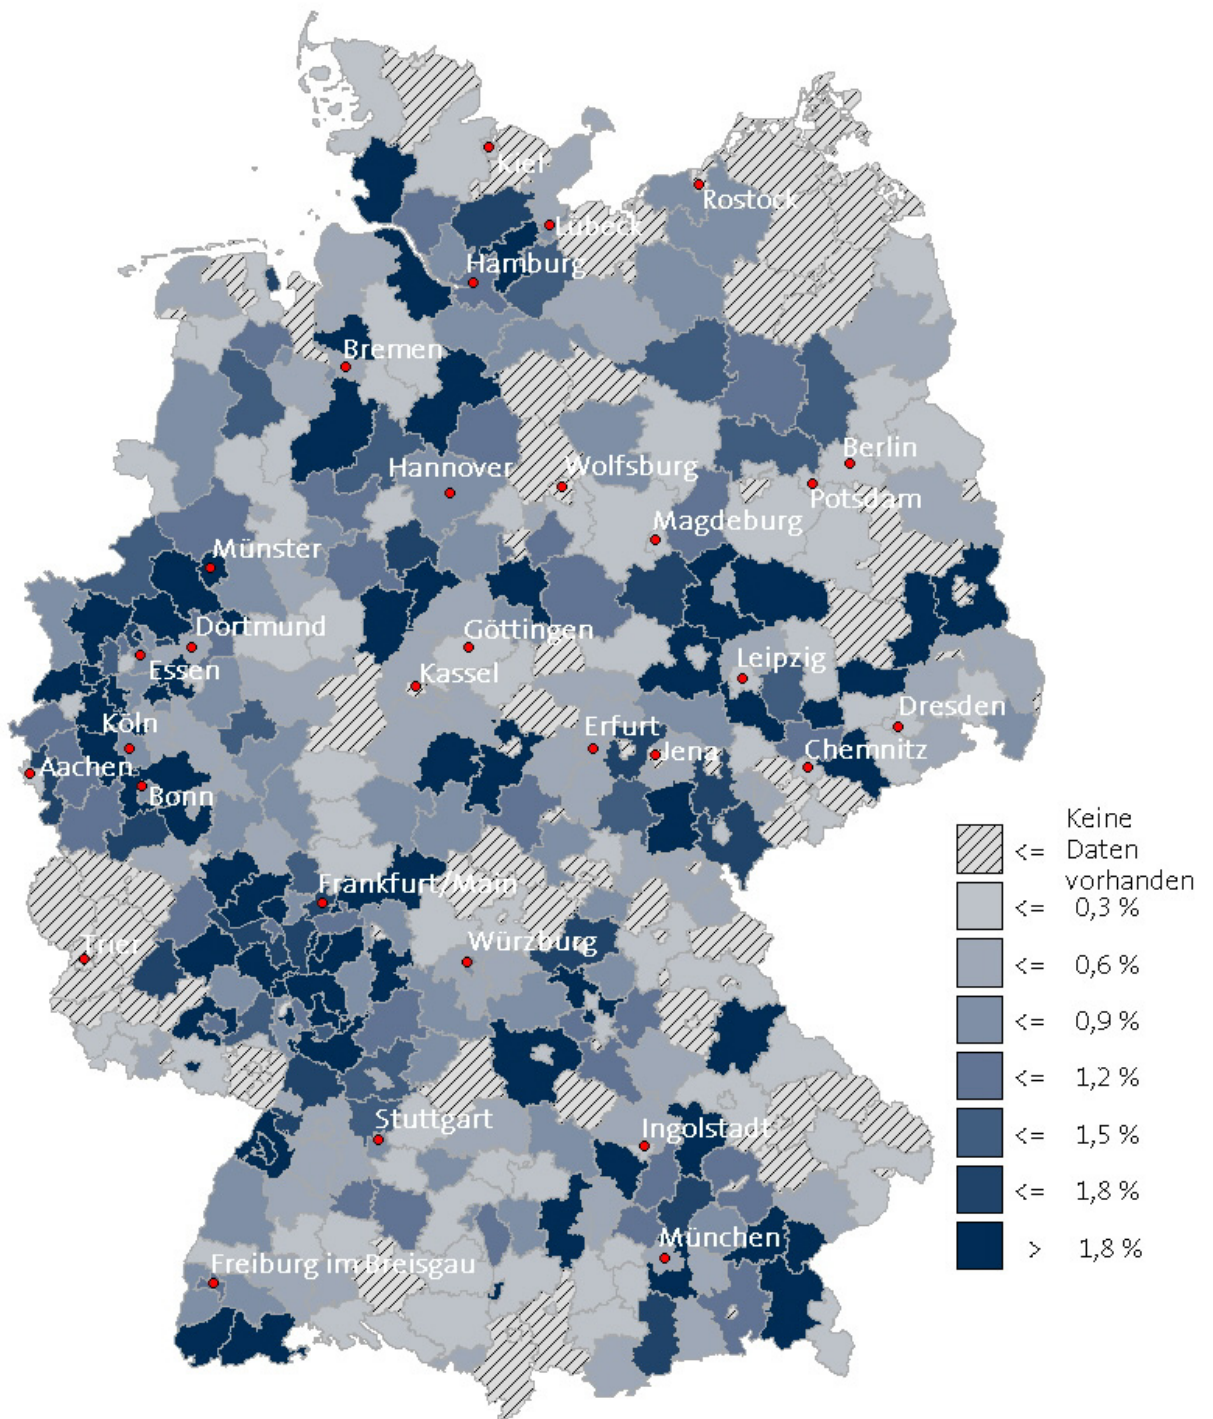 Kiel
Rostock
Lübeck
Hamburg
Bremen
Berlin
Hannover
Wolfsburg
Potsdam
Magdeburg
Münster
Dortmund
Göttingen
Essen
Kassel
Leipzig
Köln
Erfurt
Dresden
Aachen
Jena
Chemnitz
Bonn
Frankfurt/Main
Trier
Würzburg
Stuttgart
Ingolstadt
München
Freiburg im Breisgau
Keine
<= Daten
vorhanden
<= 0,3 %
<= 0,6 %
<= 0,9 %
<= 1,2 %
<= 1,5 %
<= 1,8 %
> 1,8 %